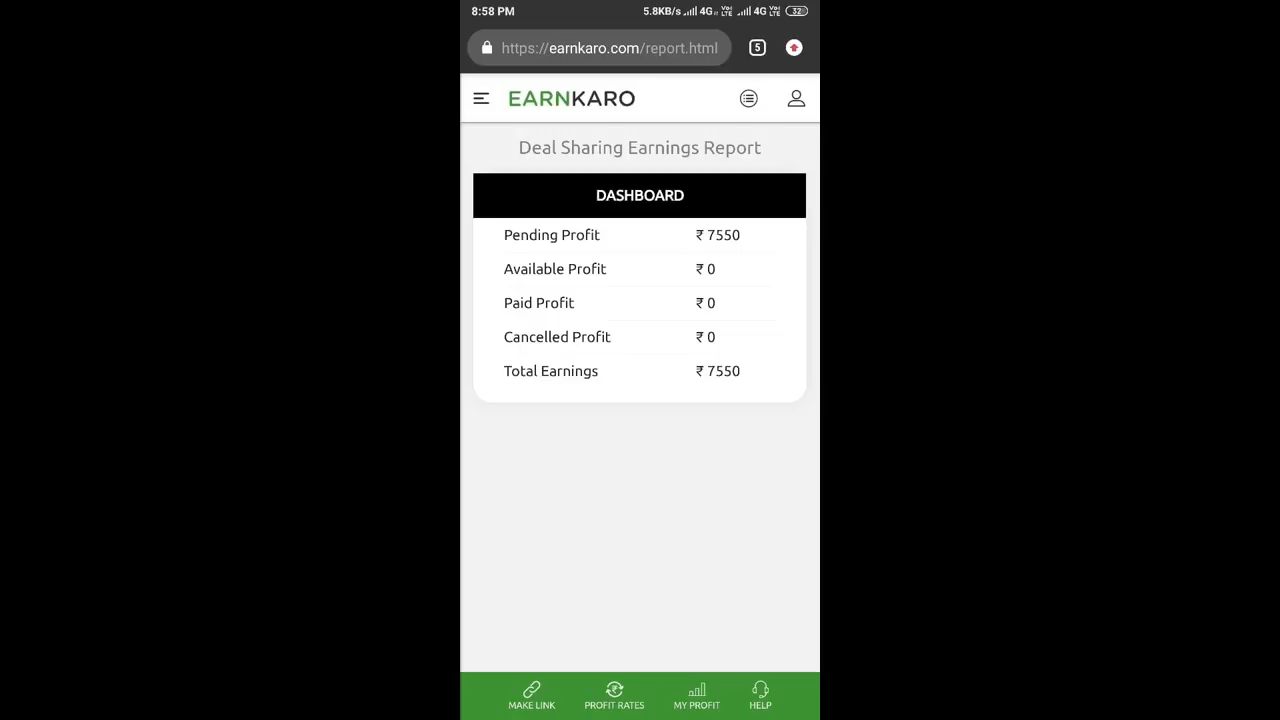 8:58 PM 5.8KB/s 4G VoLTE 4G VoLTE 32
https://earnkaro.com/report.html 5
EARNKARO
Deal Sharing Earnings Report
DASHBOARD
Pending Profit ₹ 7550
Available Profit ₹ 0
Paid Profit ₹ 0
Cancelled Profit ₹ 0
Total Earnings ₹ 7550
MAKE LINK PROFIT RATES MY PROFIT HELP